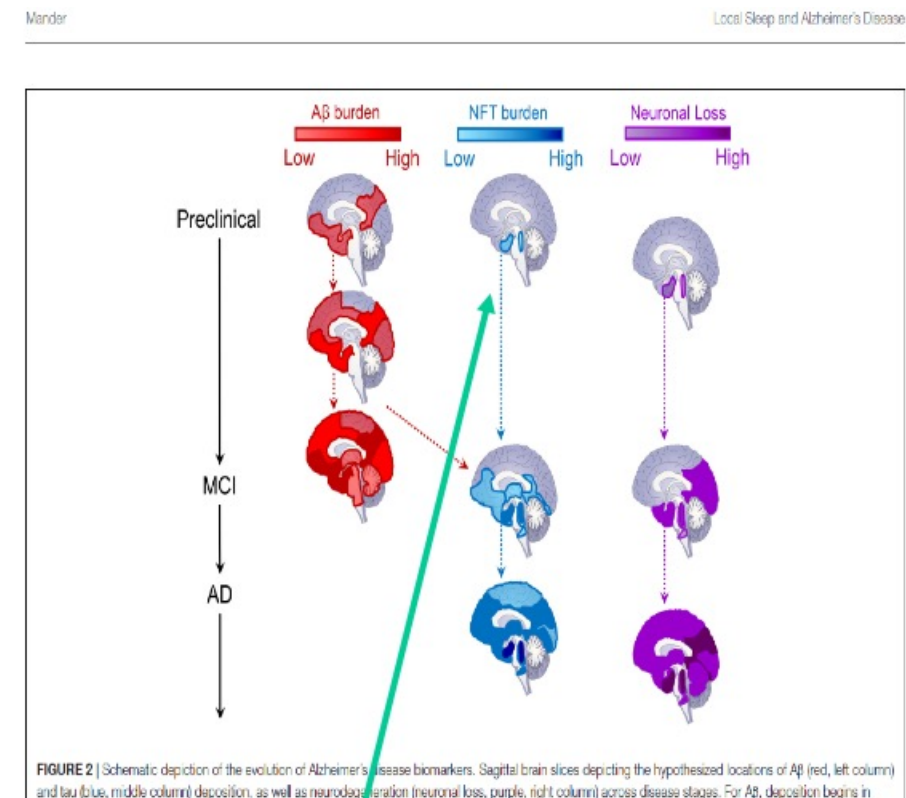 Mander
Local Sleep and Alzheimer's Disease
Aβ burden NFT burden Neuronal Loss
Low High Low High Low High
Preclinical
MCI
AD
FIGURE 2 | Schematic depiction of the evolution of Alzheimer's disease biomarkers. Sagittal brain slices depicting the hypothesized locations of Aβ (red, left column)
and tau (blue, middle column) deposition, as well as neurodegeneration (neuronal loss, purple, right column) across disease stages. For Aβ, deposition begins in